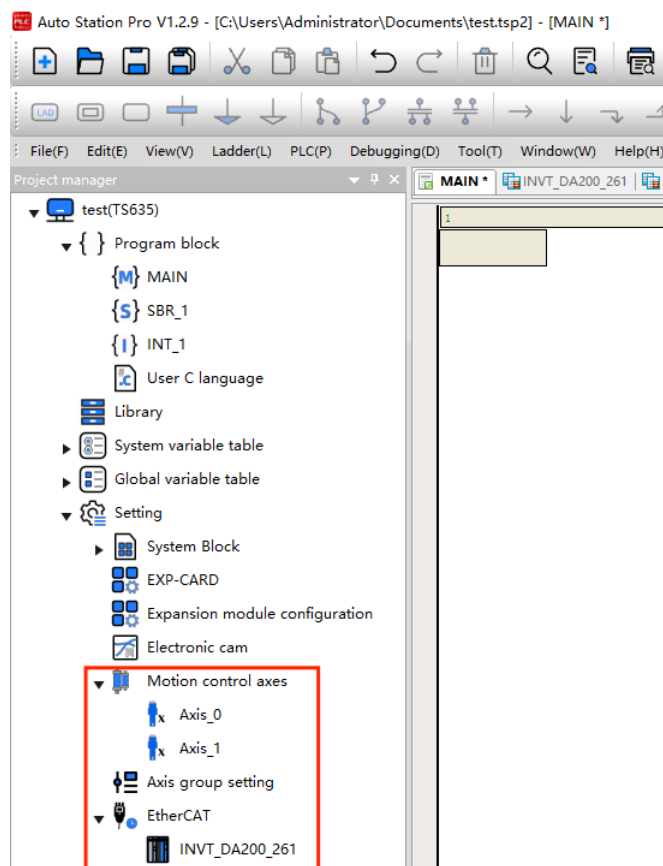 Auto Station Pro V1.2.9 - [C:\Users\Administrator\Documents\test.tsp2] - [MAIN *]
LAD
File(F) Edit(E) View(V) Ladder(L) PLC(P) Debugging(D) Tool(T) Window(W) Help(H)
Project manager
MAIN *
INVT_DA200_261
test(TS635)
1
Program block
{M} MAIN
{S} SBR_1
{I} INT_1
.c User C language
Library
System variable table
Global variable table
Setting
System Block
EXP-CARD
Expansion module configuration
Electronic cam
Motion control axes
x Axis_0
x Axis_1
Axis group setting
EtherCAT
INVT_DA200_261